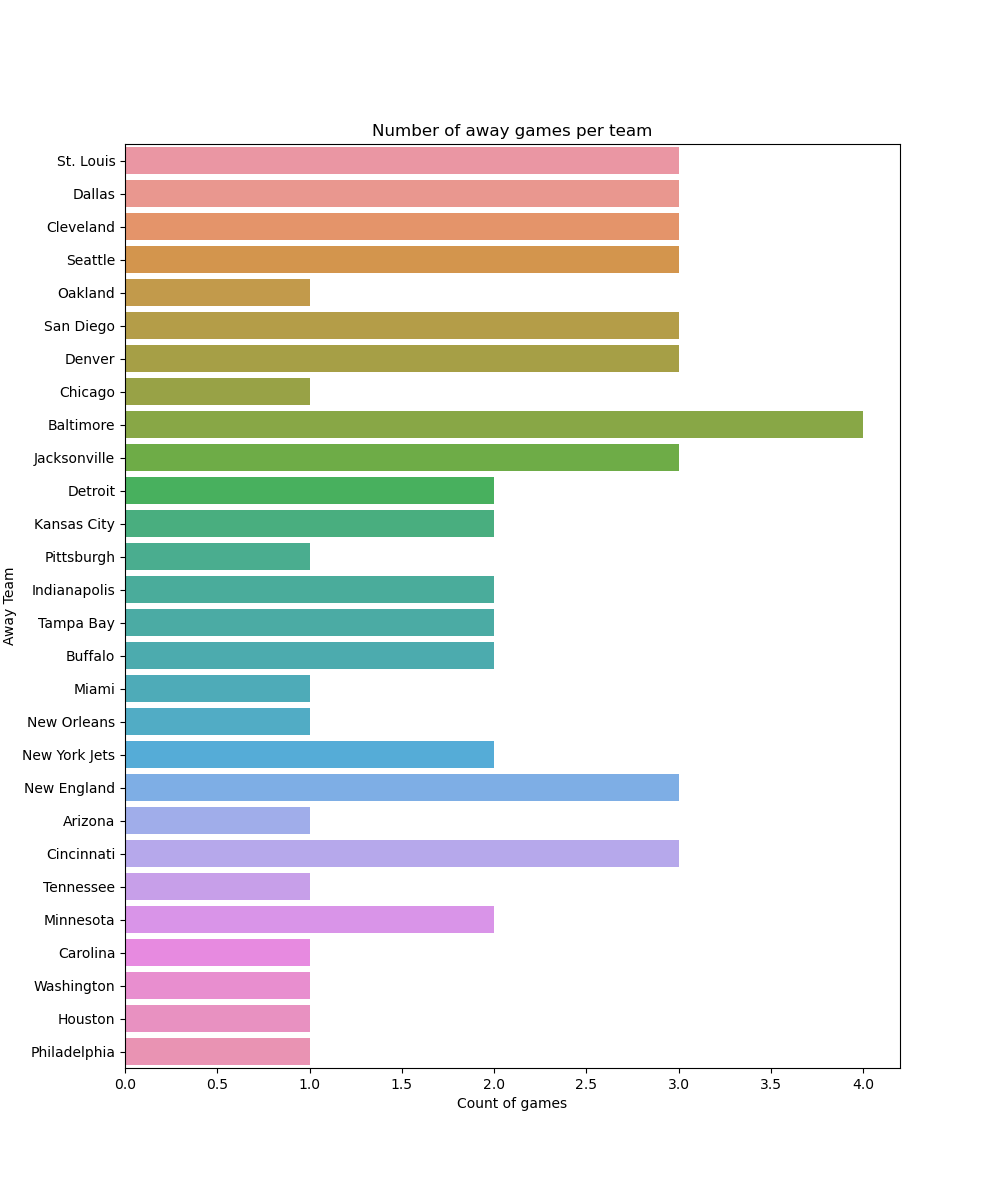 Number of away games per team
Away Team
St. Louis
Dallas
Cleveland
Seattle
Oakland
San Diego
Denver
Chicago
Baltimore
Jacksonville
Detroit
Kansas City
Pittsburgh
Indianapolis
Tampa Bay
Buffalo
Miami
New Orleans
New York Jets
New England
Arizona
Cincinnati
Tennessee
Minnesota
Carolina
Washington
Houston
Philadelphia
0.0 0.5 1.0 1.5 2.0 2.5 3.0 3.5 4.0
Count of games